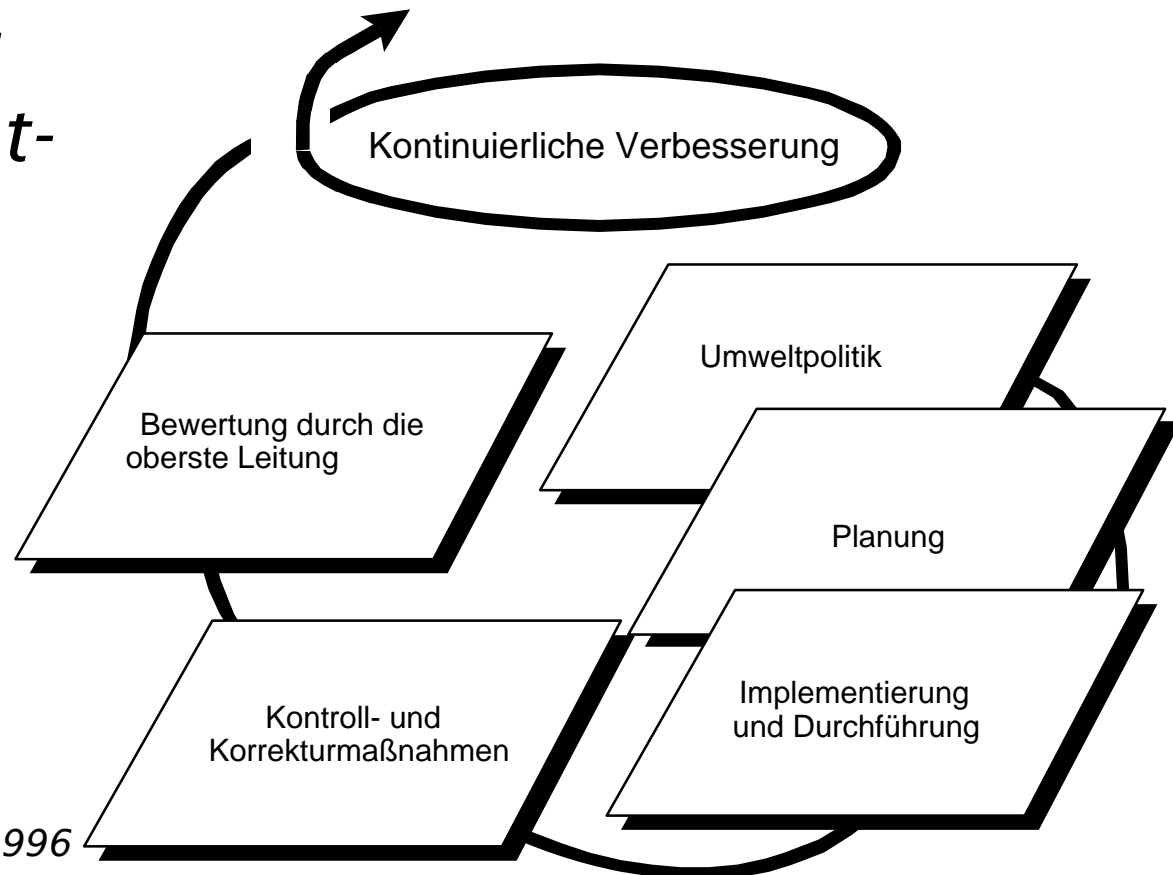 t-
Kontinuierliche Verbesserung
Umweltpolitik
Bewertung durch die
oberste Leitung
Planung
Implementierung
und Durchführung
Kontroll- und
Korrekturmaßnahmen
996